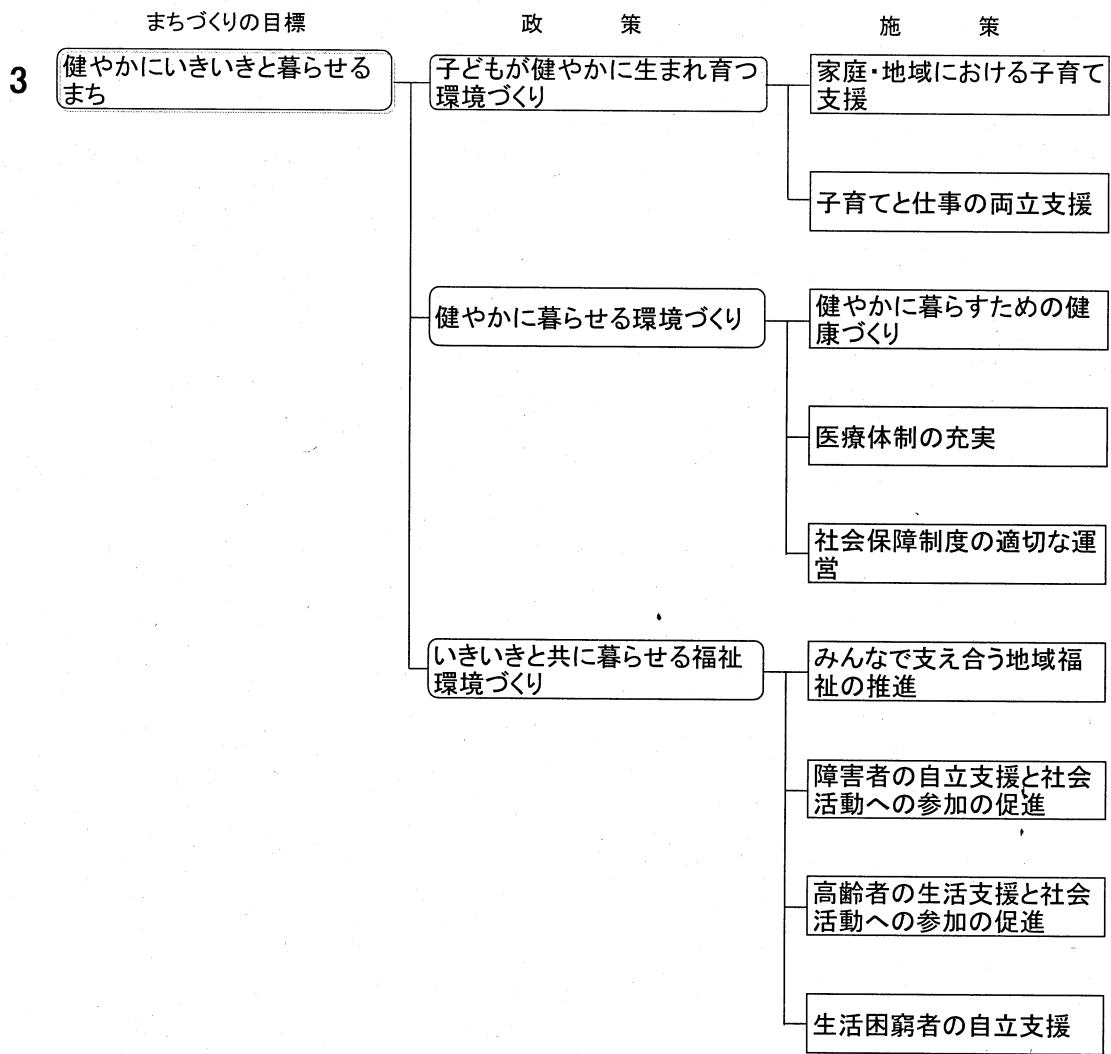 まちづくりの目標
政策
施策
3
健やかにいきいきと暮らせる
まち
子どもが健やかに生まれ育つ
環境づくり
家庭・地域における子育て
支援
子育てと仕事の両立支援
健やかに暮らせる環境づくり
健やかに暮らすための健
康づくり
医療体制の充実
社会保障制度の適切な運
営
いきいきと共に暮らせる福祉
環境づくり
みんなで支え合う地域福
祉の推進
障害者の自立支援と社会
活動への参加の促進
高齢者の生活支援と社会
活動への参加の促進
生活困窮者の自立支援